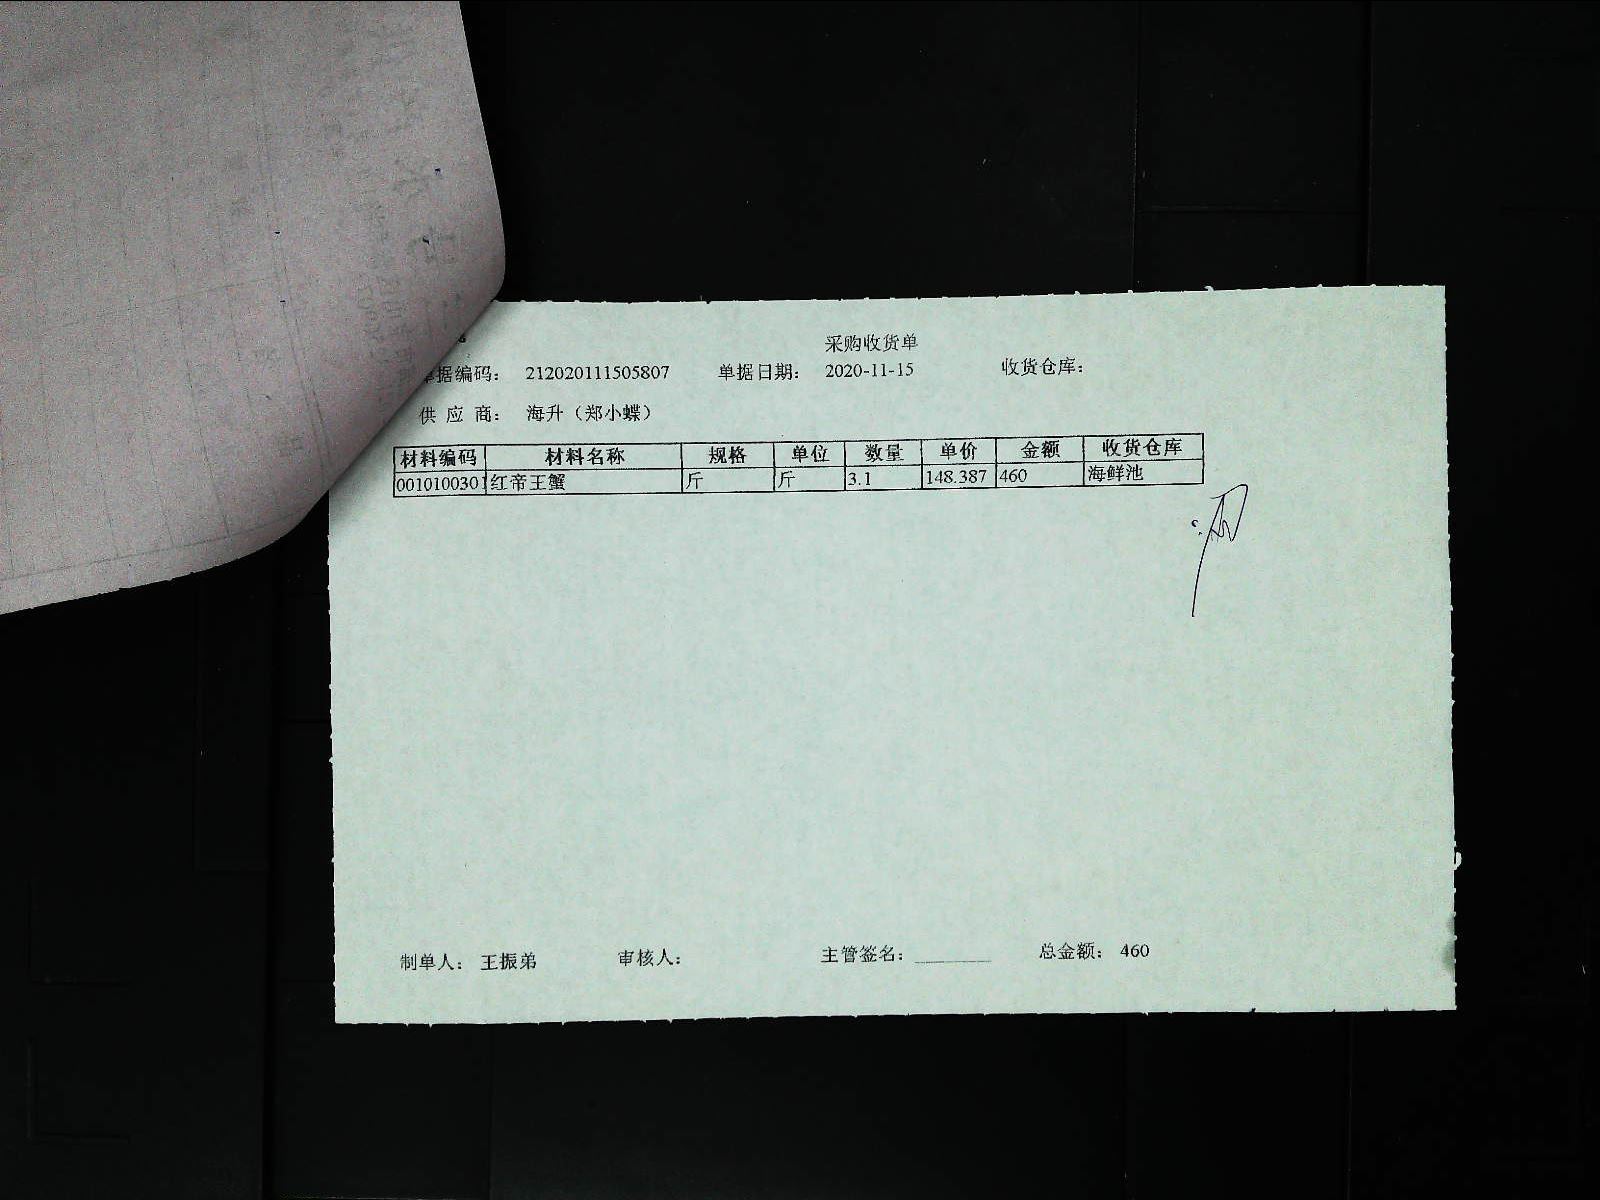 采购收货单
单据编码： 212020111505807 单据日期： 2020-11-15 收货仓库：
供 应 商： 海升（郑小蝶）
材料编码 材料名称 规格 单位 数量 单价 金额 收货仓库
0010100301 红帝王蟹 斤 斤 3.1 148.387 460 海鲜池
制单人： 王振弟 审核人： 主管签名： 总金额： 460